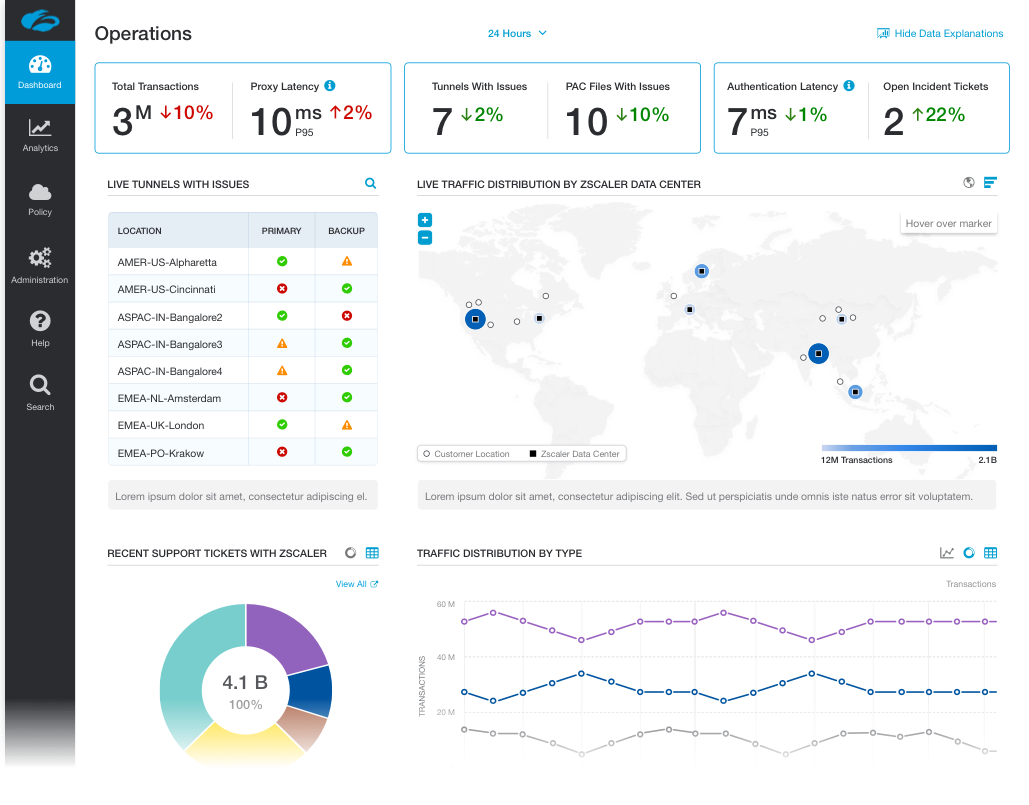 Operations
24 Hours
Hide Data Explanations
Dashboard
Analytics
Policy
Administration
Help
Search
Total Transactions
3M 10%
Proxy Latency
10ms 2%
P95
Tunnels With Issues
7 2%
PAC Files With Issues
10 10%
Authentication Latency
7ms 1%
P95
Open Incident Tickets
2 22%
LIVE TUNNELS WITH ISSUES
LOCATION PRIMARY BACKUP
AMER-US-Alpharetta
AMER-US-Cincinnati
ASPAC-IN-Bangalore2
ASPAC-IN-Bangalore3
ASPAC-IN-Bangalore4
EMEA-NL-Amsterdam
EMEA-UK-London
EMEA-PO-Krakow
Lorem ipsum dolor sit amet, consectetur adipiscing el.
LIVE TRAFFIC DISTRIBUTION BY ZSCALER DATA CENTER
Hover over marker
Customer Location Zscaler Data Center
12M Transactions 2.1B
Lorem ipsum dolor sit amet, consectetur adipiscing elit. Sed ut perspiciatis unde omnis iste natus error sit voluptatem.
RECENT SUPPORT TICKETS WITH ZSCALER
View All
4.1 B
100%
TRAFFIC DISTRIBUTION BY TYPE
Transactions
60 M
40 M
20 M
TRANSACTIONS